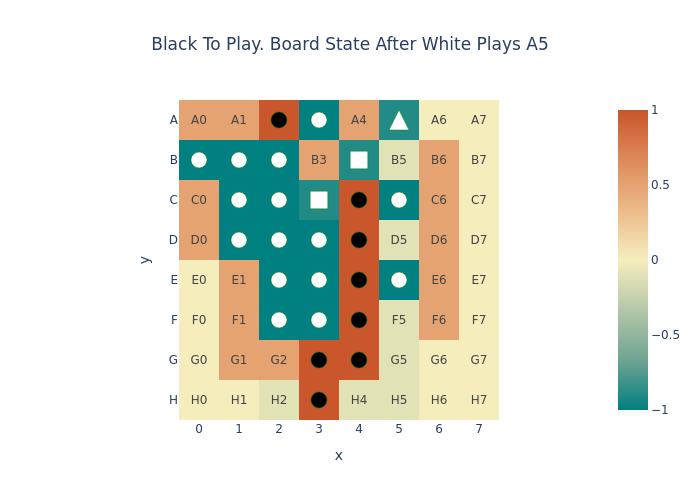 Black To Play. Board State After White Plays A5
A A0 A1 A4 A6 A7
B B3 B5 B6 B7
C C0 C6 C7
D D0 D5 D6 D7
E E0 E1 E6 E7
F F0 F1 F5 F6 F7
G G0 G1 G2 G5 G6 G7
H H0 H1 H2 H4 H5 H6 H7
0 1 2 3 4 5 6 7
x
y
1
0.5
0
−0.5
−1